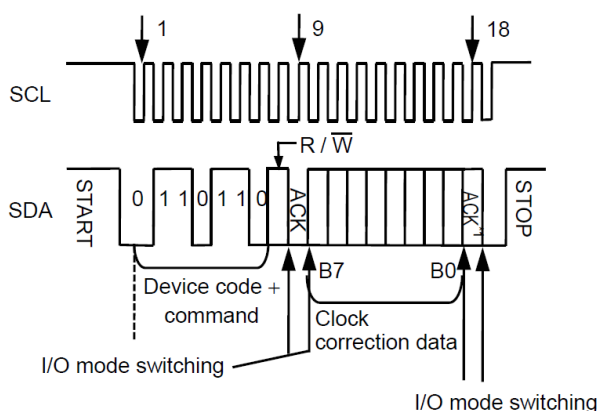 1 9 18
SCL
R / W
SDA
START
0 1 1 0 1 1 0
ACK
ACK*1
STOP
B7 B0
Device code +
command
Clock
correction data
I/O mode switching
I/O mode switching